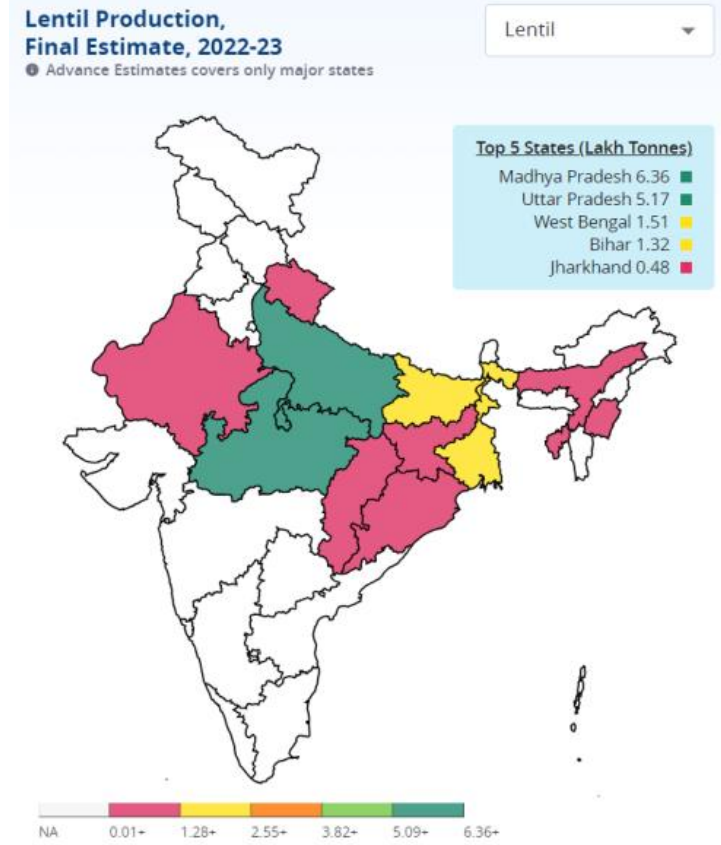 Lentil Production,
Final Estimate, 2022-23
Advance Estimates covers only major states
Lentil
Top 5 States (Lakh Tonnes)
Madhya Pradesh 6.36
Uttar Pradesh 5.17
West Bengal 1.51
Bihar 1.32
Jharkhand 0.48
NA 0.01+ 1.28+ 2.55+ 3.82+ 5.09+ 6.36+